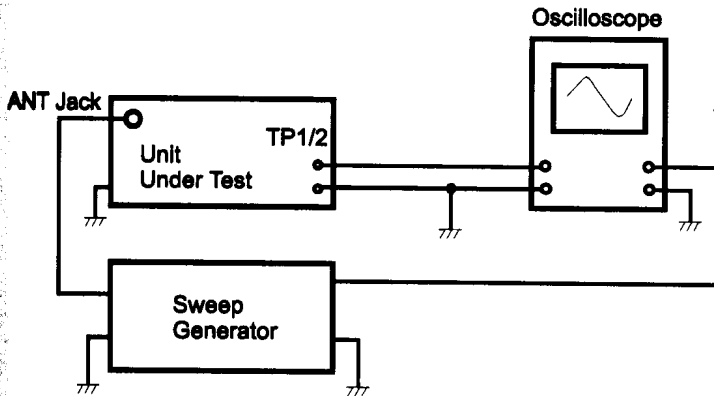 Oscilloscope
ANT Jack
TP1/2
Unit
Under Test
Sweep
Generator